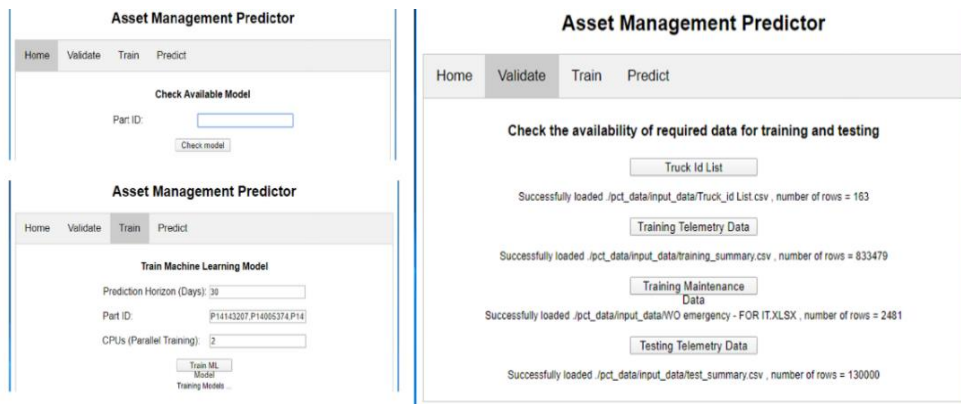 Asset Management Predictor
Home Validate Train Predict
Check Available Model
Part ID:
Check model
Asset Management Predictor
Home Validate Train Predict
Train Machine Learning Model
Prediction Horizon (Days): 30
Part ID: P14143207,P14005374,P14
CPUs (Parallel Training): 2
Train ML
Model
Training Models ...
Asset Management Predictor
Home Validate Train Predict
Check the availability of required data for training and testing
Truck Id List
Successfully loaded ./pct_data/input_data/Truck_id List.csv , number of rows = 163
Training Telemetry Data
Successfully loaded ./pct_data/input_data/training_summary.csv , number of rows = 833479
Training Maintenance
Data
Successfully loaded ./pct_data/input_data/WO emergency - FOR IT.XLSX , number of rows = 2481
Testing Telemetry Data
Successfully loaded ./pct_data/input_data/test_summary.csv , number of rows = 130000